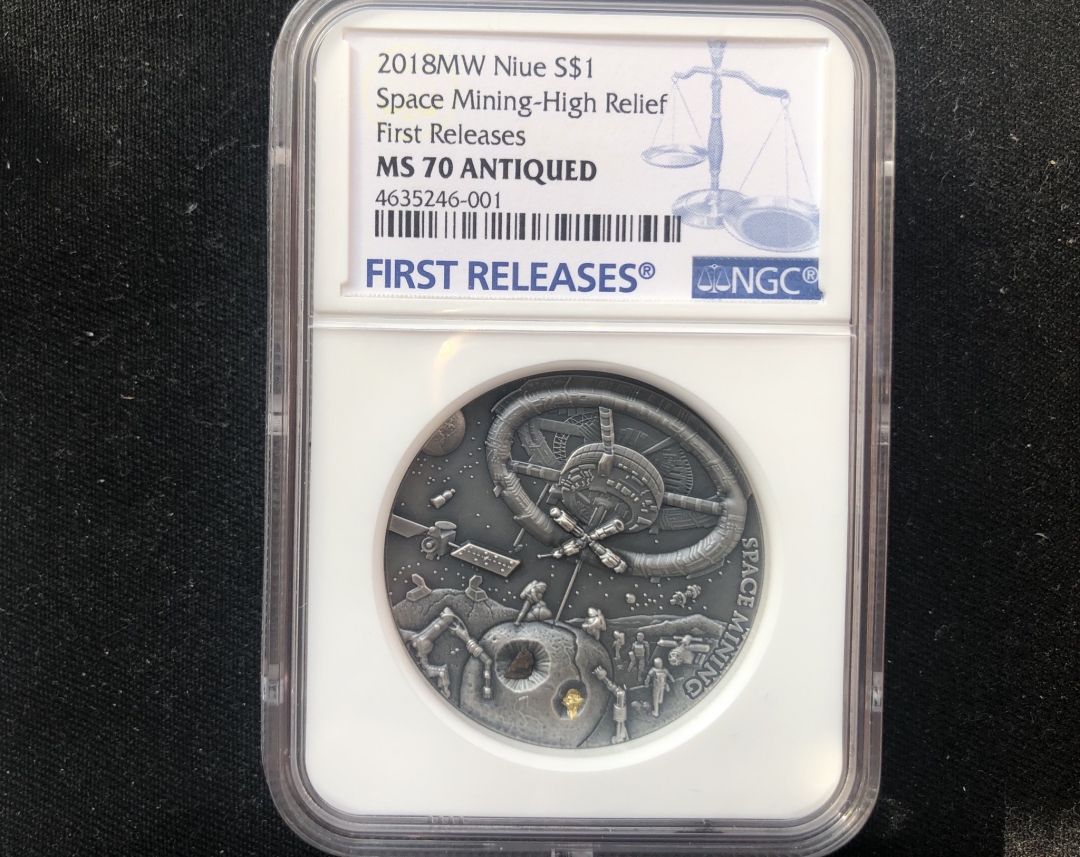 2018MW Niue S$1
Space Mining-High Relief
First Releases
MS 70 ANTIQUED
4635246-001
FIRST RELEASES®
NGC®
SPACE MINING